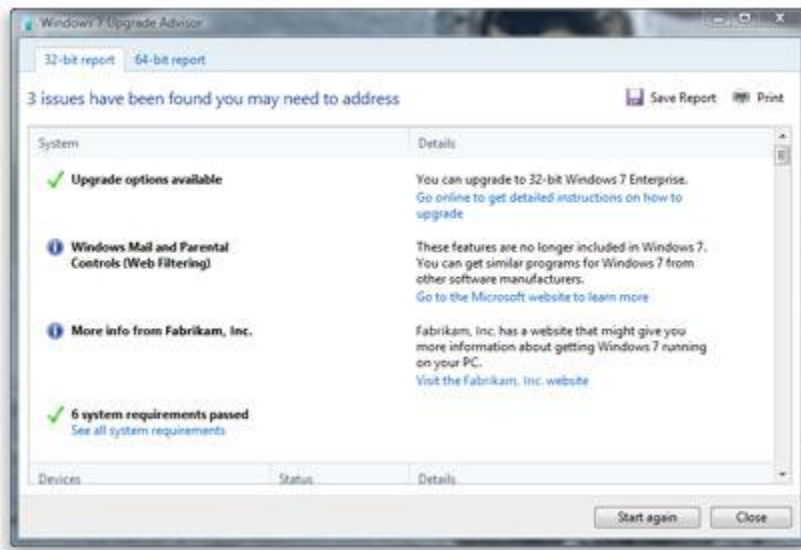 Windows 7 Upgrade Advisor
32-bit report 64-bit report
3 issues have been found you may need to address
Save Report Print
System Details
Upgrade options available
You can upgrade to 32-bit Windows 7 Enterprise.
Go online to get detailed instructions on how to
upgrade
Windows Mail and Parental
Controls (Web Filtering)
These features are no longer included in Windows 7.
You can get similar programs for Windows 7 from
other software manufacturers.
Go to the Microsoft website to learn more
More info from Fabrikam, Inc.
Fabrikam, Inc. has a website that might give you
more information about getting Windows 7 running
on your PC.
Visit the Fabrikam, Inc. website
6 system requirements passed
See all system requirements
Devices Status Details
Start again Close